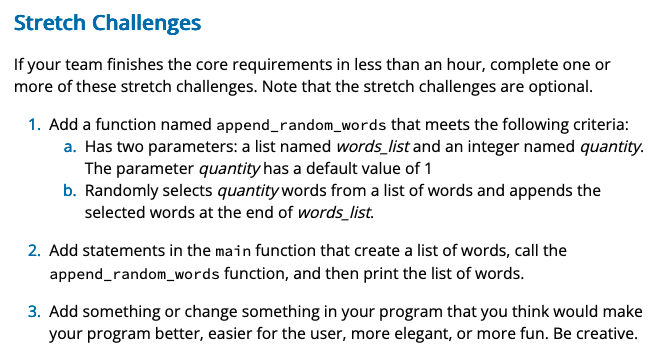 Stretch Challenges
If your team finishes the core requirements in less than an hour, complete one or
more of these stretch challenges. Note that the stretch challenges are optional.
1. Add a function named append_random_words that meets the following criteria:
a. Has two parameters: a list named words_list and an integer named quantity.
The parameter quantity has a default value of 1
b. Randomly selects quantity words from a list of words and appends the
selected words at the end of words_list.
2. Add statements in the main function that create a list of words, call the
append_random_words function, and then print the list of words.
3. Add something or change something in your program that you think would make
your program better, easier for the user, more elegant, or more fun. Be creative.